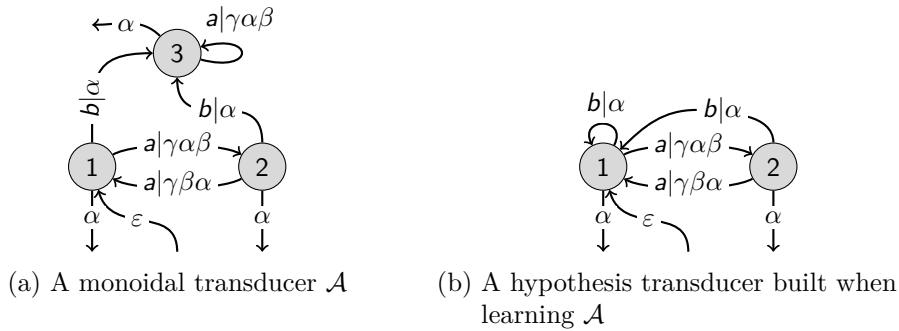 α
a|γαβ
3
b|α
b|α
a|γαβ
1
2
a|γβα
α
ε
α
(a) A monoidal transducer 𝒜
b|α
b|α
a|γαβ
1
2
a|γβα
α
ε
α
(b) A hypothesis transducer built when
learning 𝒜